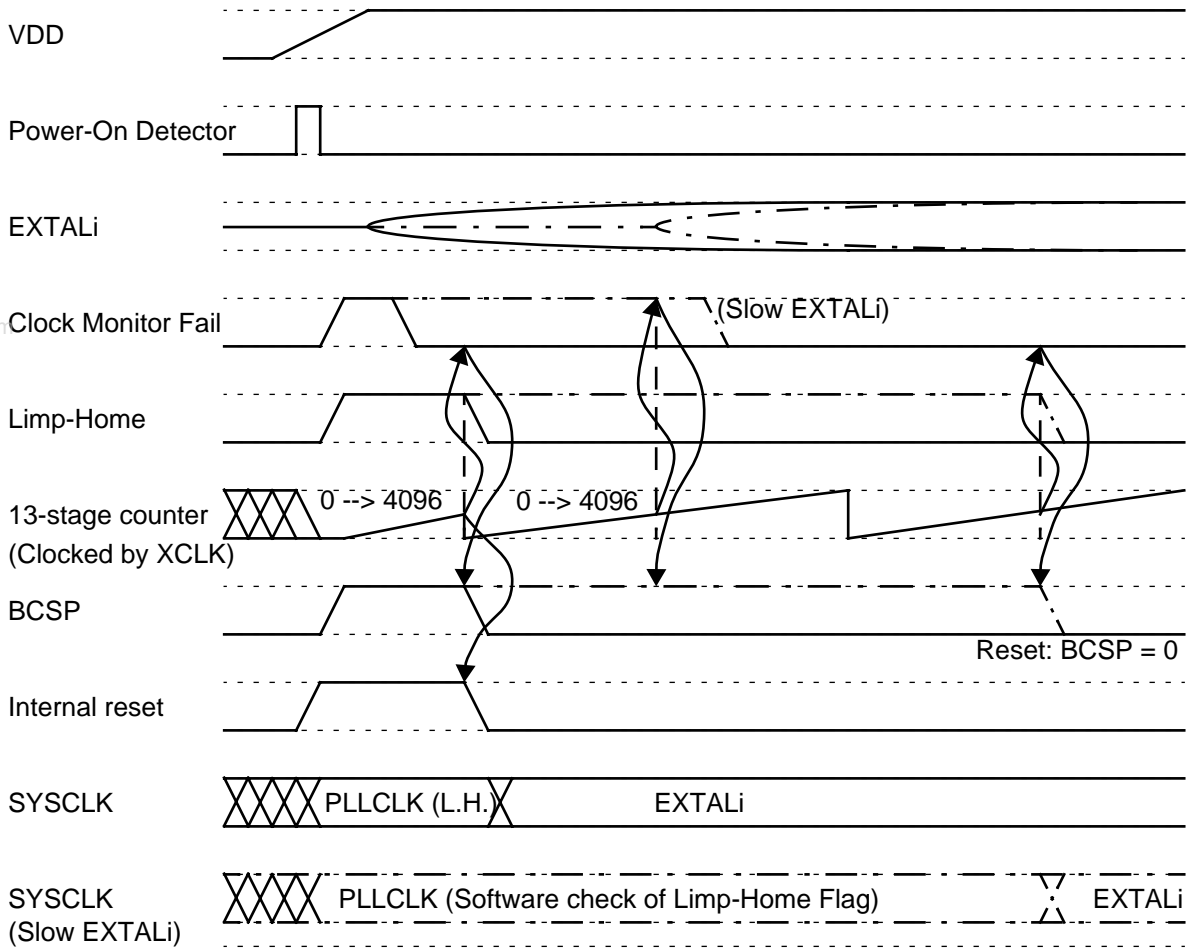 VDD
Power-On Detector
EXTALi
Clock Monitor Fail
(Slow EXTALi)
Limp-Home
13-stage counter
(Clocked by XCLK)
0 --> 4096
0 --> 4096
BCSP
Reset: BCSP = 0
Internal reset
SYSCLK
PLLCLK (L.H.)
EXTALi
SYSCLK
(Slow EXTALi)
PLLCLK (Software check of Limp-Home Flag)
EXTALi